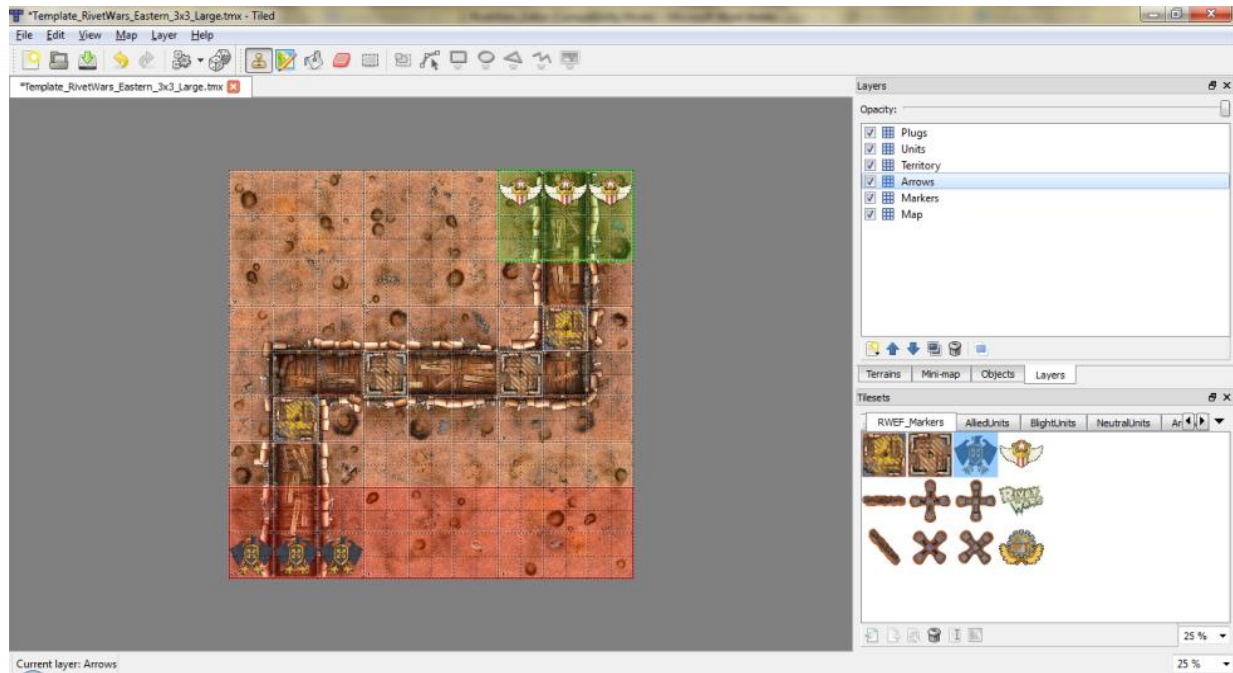 *Template_RivetWars_Eastern_3x3_Large.tmx - Tiled
File Edit View Map Layer Help
*Template_RivetWars_Eastern_3x3_Large.tmx
Layers
Opacity:
Plugs
Units
Territory
Arrows
Markers
Map
Terrains Mini-map Objects Layers
Tilesets
RWEF_Markers AlliedUnits BlightUnits NeutralUnits Ar
25 %
Current layer: Arrows
25 %